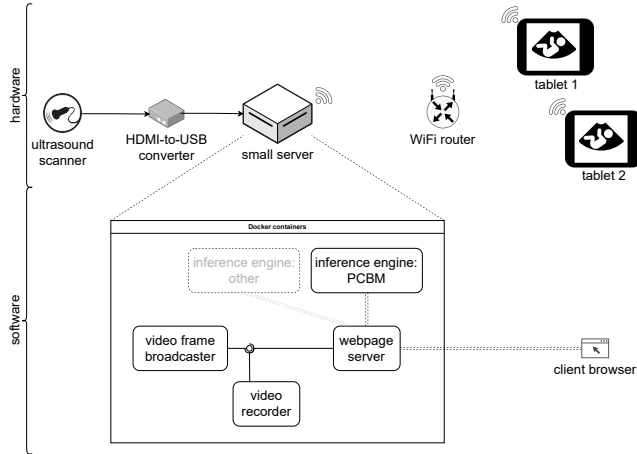 hardware
tablet 1
ultrasound
scanner
HDMI-to-USB
converter
small server
WiFi router
tablet 2
software
Docker containers
inference engine:
other
inference engine:
PCBM
video frame
broadcaster
webpage
server
client browser
video
recorder